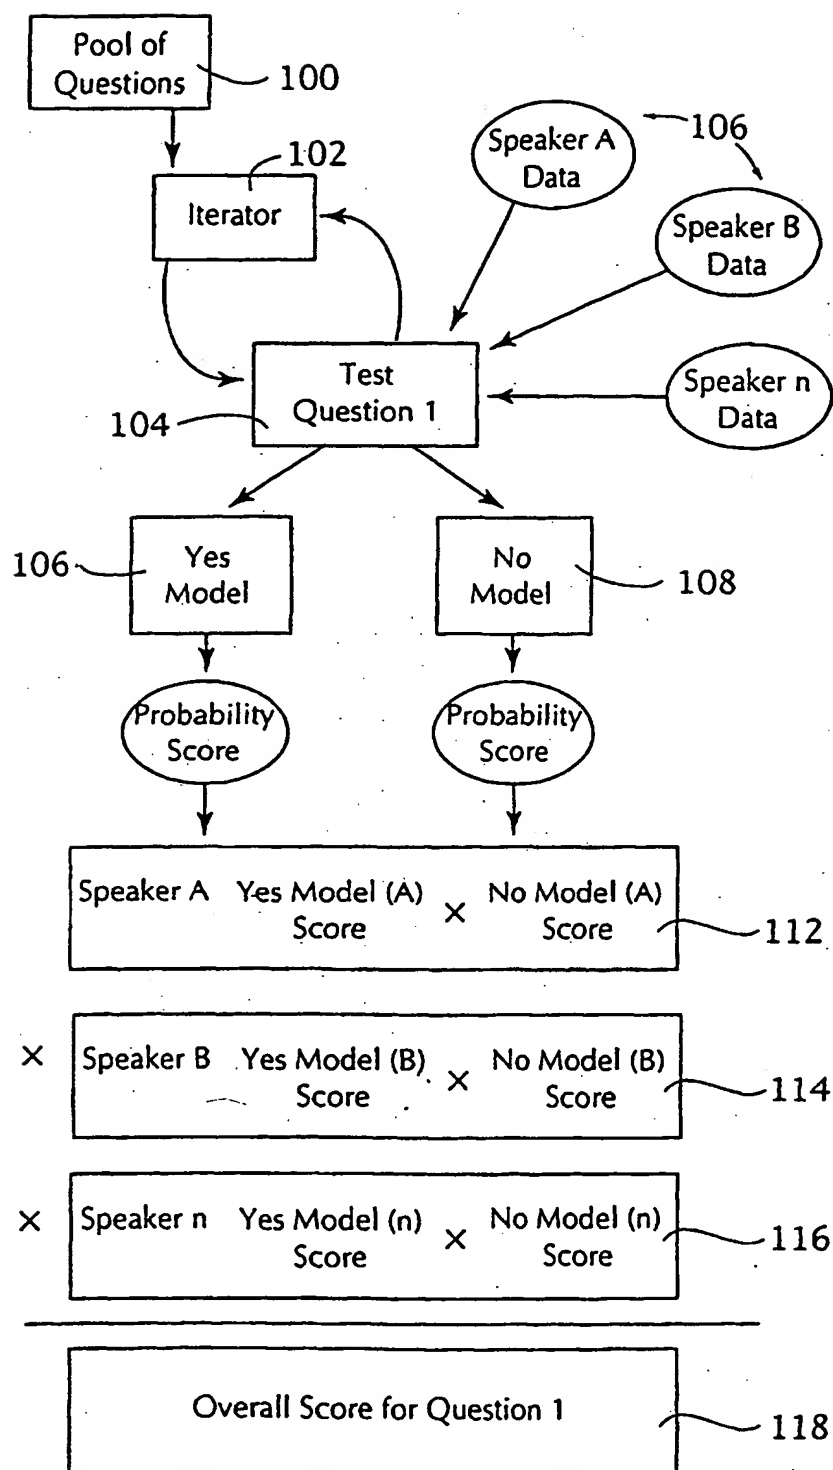 Pool of
Questions
100
102
Iterator
Speaker A
Data
106
Speaker B
Data
Test
Question 1
104
Speaker n
Data
106
Yes
Model
No
Model
108
Probability
Score
Probability
Score
Speaker A Yes Model (A) × No Model (A)
Score Score
112
× Speaker B Yes Model (B) × No Model (B)
Score Score
114
× Speaker n Yes Model (n) × No Model (n)
Score Score
116
Overall Score for Question 1
118